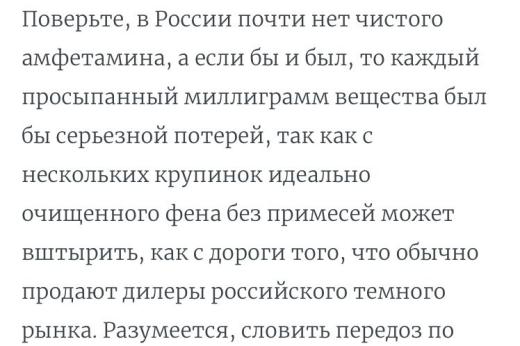 Поверьте, в России почти нет чистого
амфетамина, а если бы и был, то каждый
просыпанный миллиграмм вещества был
бы серьезной потерей, так как с
нескольких крупинок идеально
очищенного фена без примесей может
вштырить, как с дороги того, что обычно
продают дилеры российского темного
рынка. Разумеется, словить передоз по